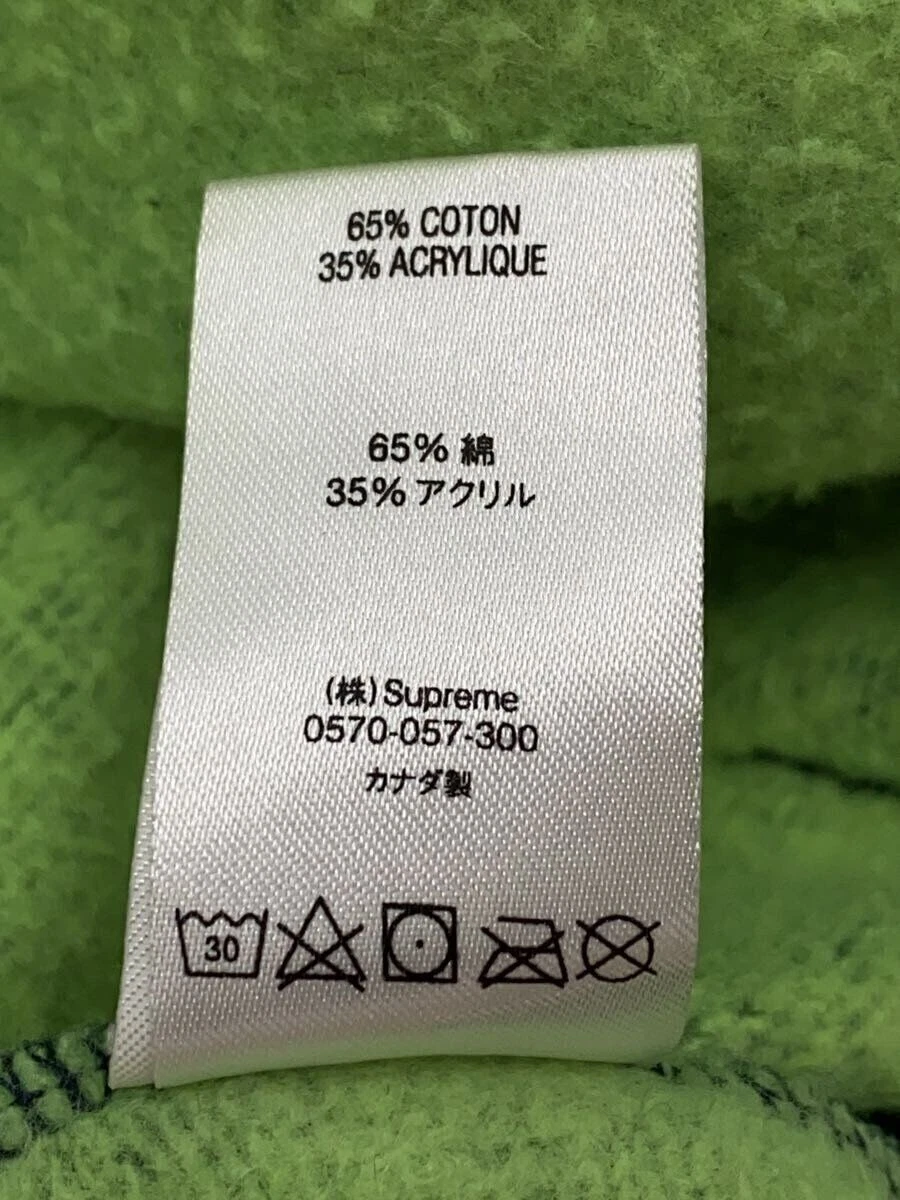 65% COTON
35% ACRYLIQUE
65% 綿
35% アクリル
(株) Supreme
0570-057-300
カナダ製
30